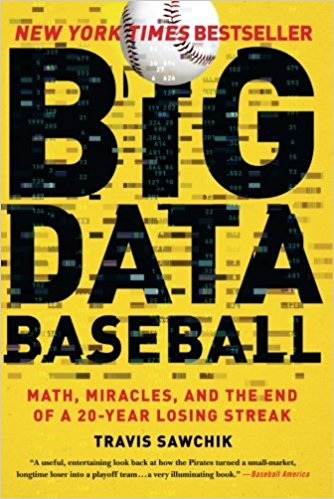 NEW YORK TIMES BESTSELLER
BIG
DATA
BASEBALL
MATH, MIRACLES, AND THE END
OF A 20-YEAR LOSING STREAK
TRAVIS SAWCHIK
"A useful, entertaining look back at how the Pirates turned a small-market,
longtime loser into a playoff team...a very illuminating book." —Baseball America